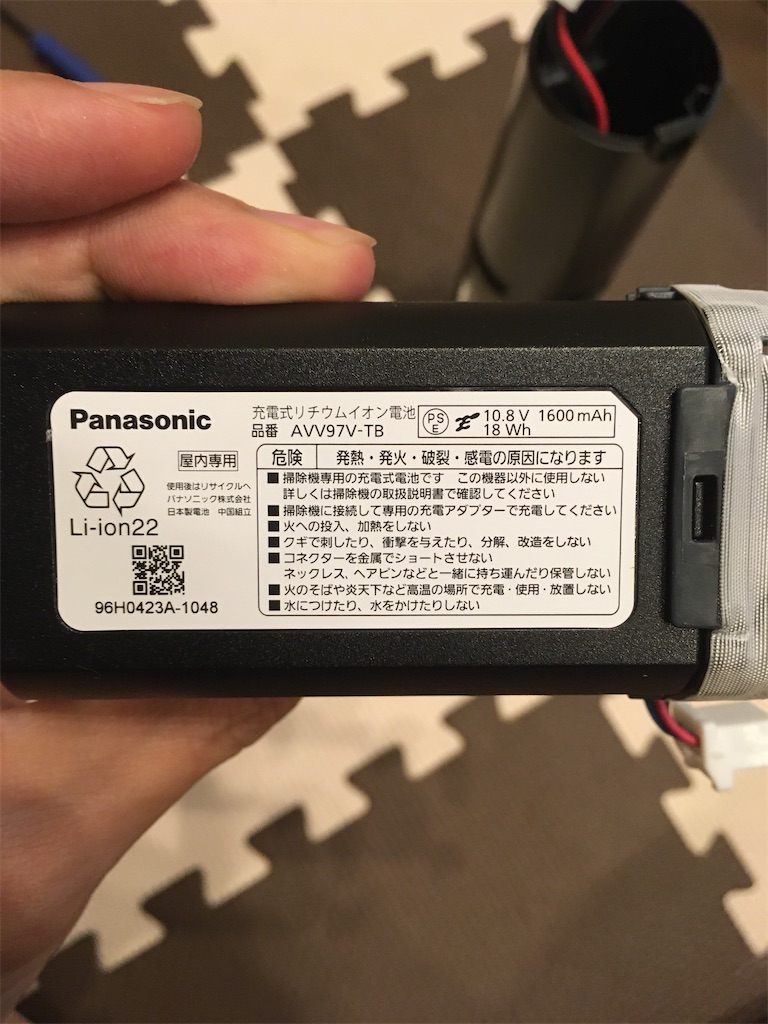 Panasonic
充電式リチウムイオン電池
品番 AVV97V-TB
PS
E
10.8 V 1600 mAh
18 Wh
屋内専用
使用後はリサイクルへ
パナソニック株式会社
日本製電池 中国組立
Li-ion22
96H0423A-1048
危険 発熱・発火・破裂・感電の原因になります
■掃除機専用の充電式電池です この機器以外に使用しない
詳しくは掃除機の取扱説明書で確認してください
■掃除機に接続して専用の充電アダプターで充電してください
■火への投入、加熱をしない
■クギで刺したり、衝撃を与えたり、分解、改造をしない
■コネクターを金属でショートさせない
ネックレス、ヘアピンなどと一緒に持ち運んだり保管しない
■火のそばや炎天下など高温の場所で充電・使用・放置しない
■水につけたり、水をかけたりしない